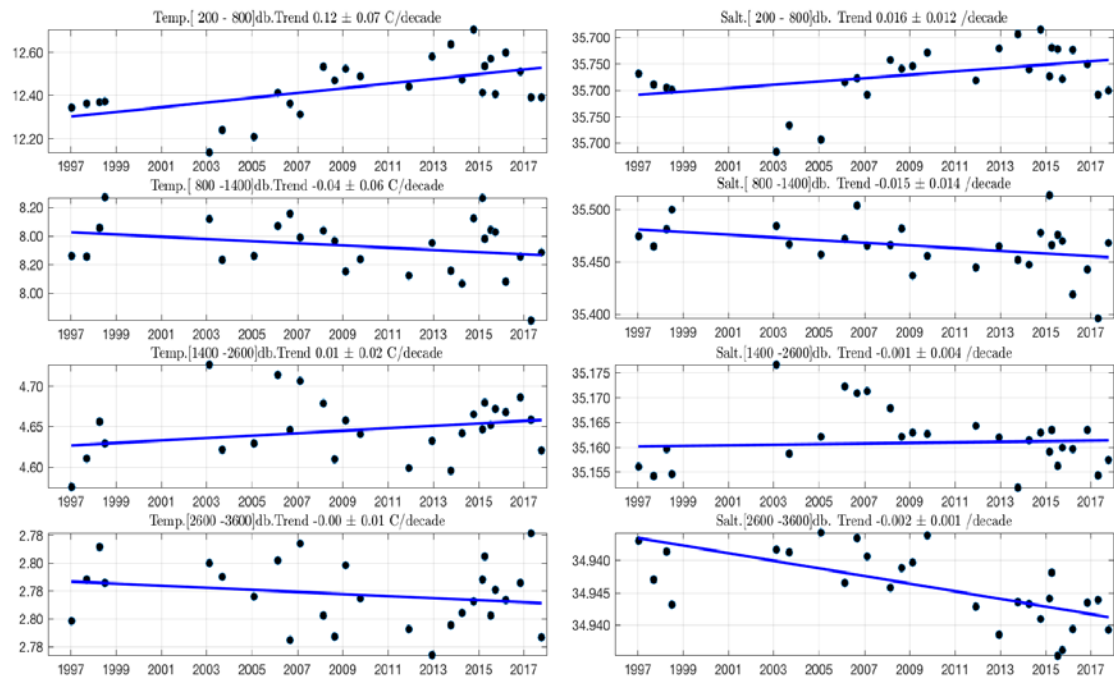 Temp.[ 200 - 800]db.Trend 0.12 ± 0.07 C/decade
12.60
12.40
12.20
1997 1999 2001 2003 2005 2007 2009 2011 2013 2015 2017
Salt.[ 200 - 800]db. Trend 0.016 ± 0.012 /decade
35.700
35.750
35.700
35.700
1997 1999 2001 2003 2005 2007 2009 2011 2013 2015 2017
Temp.[ 800 -1400]db.Trend -0.04 ± 0.06 C/decade
8.20
8.00
8.20
8.00
1997 1999 2001 2003 2005 2007 2009 2011 2013 2015 2017
Salt.[ 800 -1400]db. Trend -0.015 ± 0.014 /decade
35.500
35.450
35.400
1997 1999 2001 2003 2005 2007 2009 2011 2013 2015 2017
Temp.[1400 -2600]db.Trend 0.01 ± 0.02 C/decade
4.70
4.65
4.60
1997 1999 2001 2003 2005 2007 2009 2011 2013 2015 2017
Salt.[1400 -2600]db. Trend -0.001 ± 0.004 /decade
35.175
35.165
35.160
35.155
1997 1999 2001 2003 2005 2007 2009 2011 2013 2015 2017
Temp.[2600 -3600]db.Trend -0.00 ± 0.01 C/decade
2.78
2.78
2.80
2.78
1997 1999 2001 2003 2005 2007 2009 2011 2013 2015 2017
Salt.[2600 -3600]db. Trend -0.002 ± 0.001 /decade
34.940
34.945
34.940
1997 1999 2001 2003 2005 2007 2009 2011 2013 2015 2017